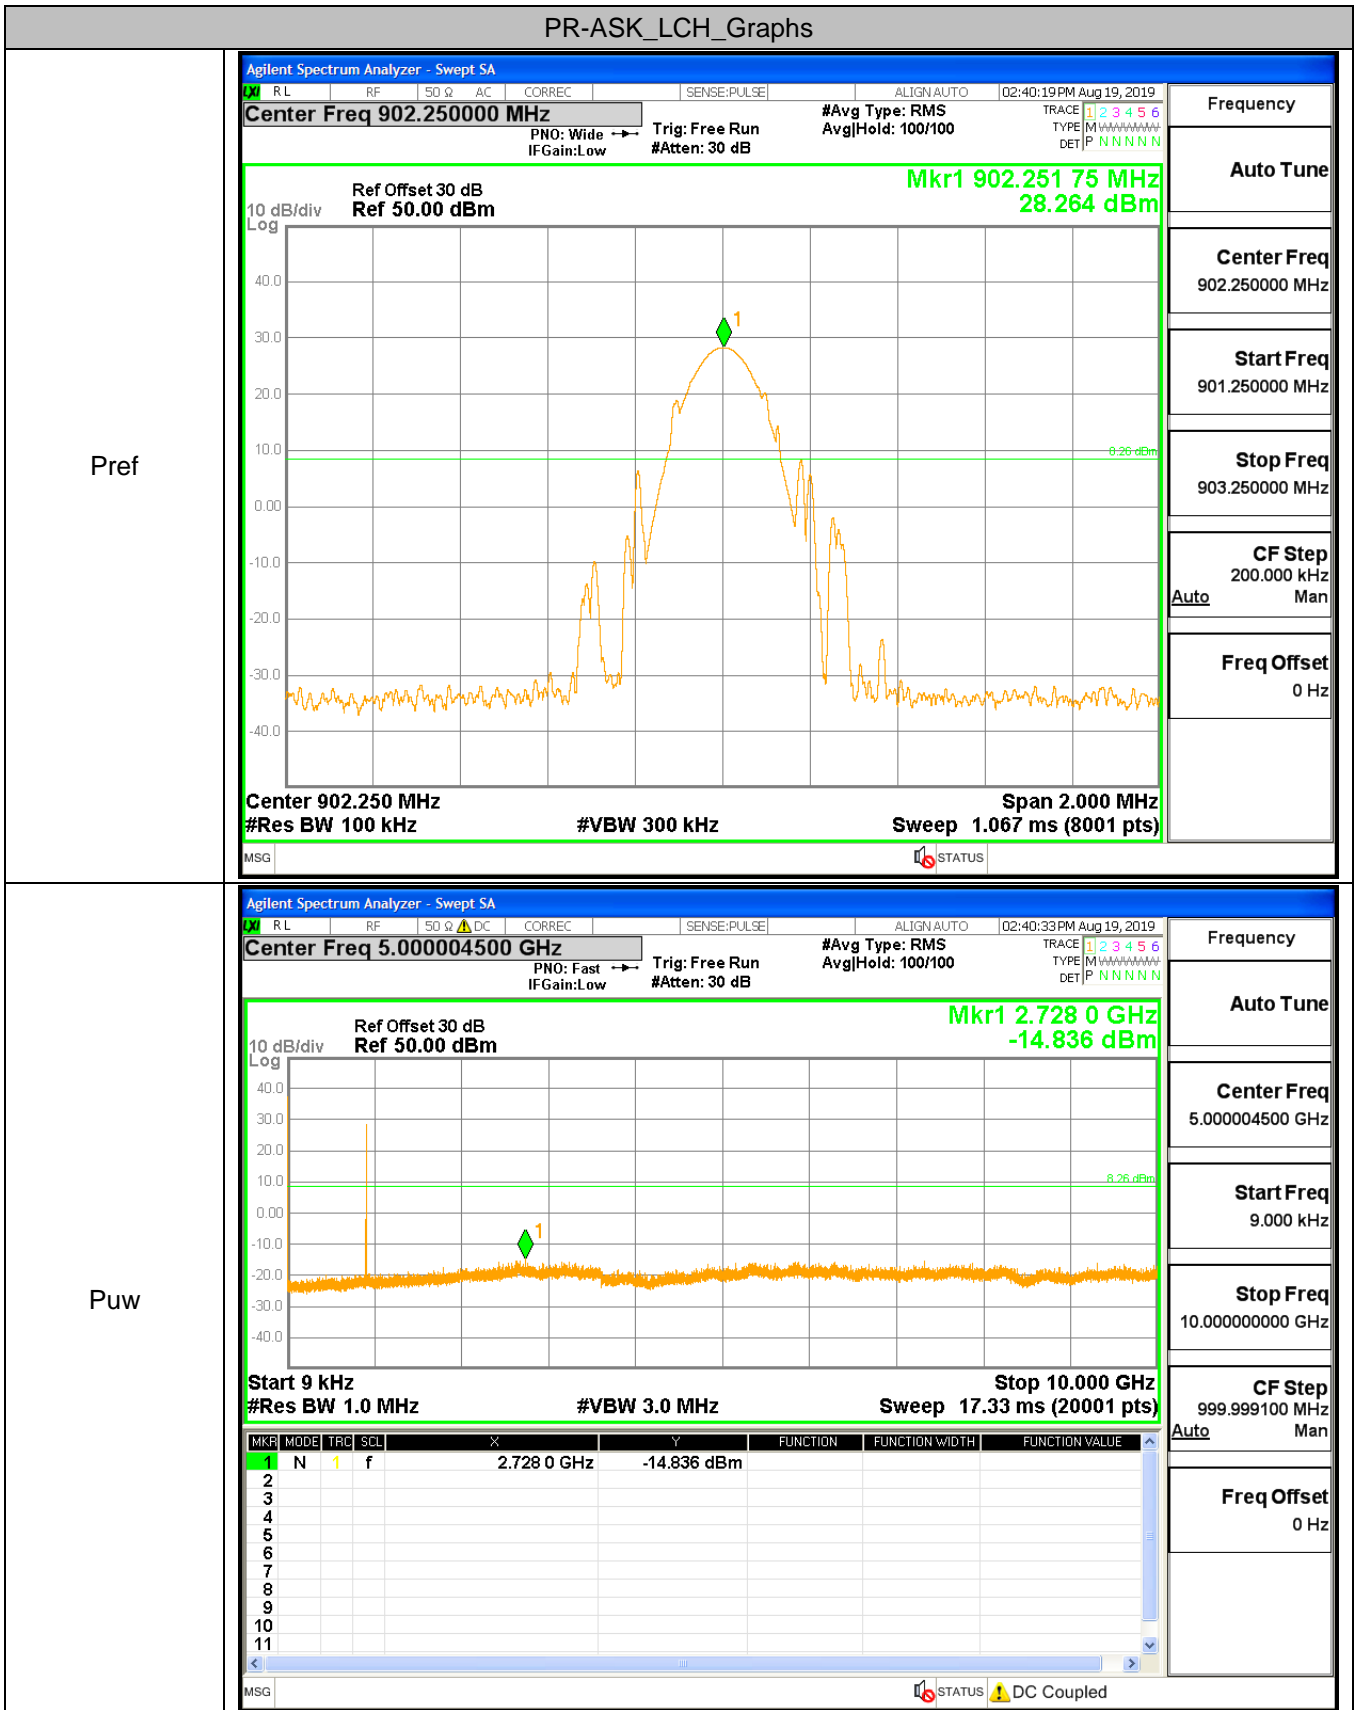 PR-ASK_LCH_Graphs
Pref
Agilent Spectrum Analyzer - Swept SA
LXI RL RF 50 Ω AC CORREC SENSE:PULSE ALIGN AUTO 02:40:19 PM Aug 19, 2019
Center Freq 902.250000 MHz
PNO: Wide
IFGain:Low
Trig: Free Run
#Atten: 30 dB
#Avg Type: RMS
Avg|Hold: 100/100
TRACE 1 2 3 4 5 6
TYPE M
DET P N N N N N
Mkr1 902.251 75 MHz
28.264 dBm
Ref Offset 30 dB
10 dB/div Ref 50.00 dBm
Log
40.0
30.0
20.0
10.0
0.00
-10.0
-20.0
-30.0
-40.0
1
8.26 dBm
Center 902.250 MHz Span 2.000 MHz
#Res BW 100 kHz #VBW 300 kHz Sweep 1.067 ms (8001 pts)
MSG STATUS
Frequency
Auto Tune
Center Freq
902.250000 MHz
Start Freq
901.250000 MHz
Stop Freq
903.250000 MHz
CF Step
200.000 kHz
Auto Man
Freq Offset
0 Hz
Puw
Agilent Spectrum Analyzer - Swept SA
LXI RL RF 50 Ω DC CORREC SENSE:PULSE ALIGN AUTO 02:40:33 PM Aug 19, 2019
Center Freq 5.000004500 GHz
PNO: Fast
IFGain:Low
Trig: Free Run
#Atten: 30 dB
#Avg Type: RMS
Avg|Hold: 100/100
TRACE 1 2 3 4 5 6
TYPE M
DET P N N N N N
Mkr1 2.728 0 GHz
-14.836 dBm
Ref Offset 30 dB
10 dB/div Ref 50.00 dBm
Log
40.0
30.0
20.0
10.0
0.00
-10.0
-20.0
-30.0
-40.0
1
8.26 dBm
Start 9 kHz Stop 10.000 GHz
#Res BW 1.0 MHz #VBW 3.0 MHz Sweep 17.33 ms (20001 pts)
MKR MODE TRC SCL X Y FUNCTION FUNCTION WIDTH FUNCTION VALUE
1 N 1 f 2.728 0 GHz -14.836 dBm
2
3
4
5
6
7
8
9
10
11
MSG STATUS DC Coupled
Frequency
Auto Tune
Center Freq
5.000004500 GHz
Start Freq
9.000 kHz
Stop Freq
10.000000000 GHz
CF Step
999.999100 MHz
Auto Man
Freq Offset
0 Hz